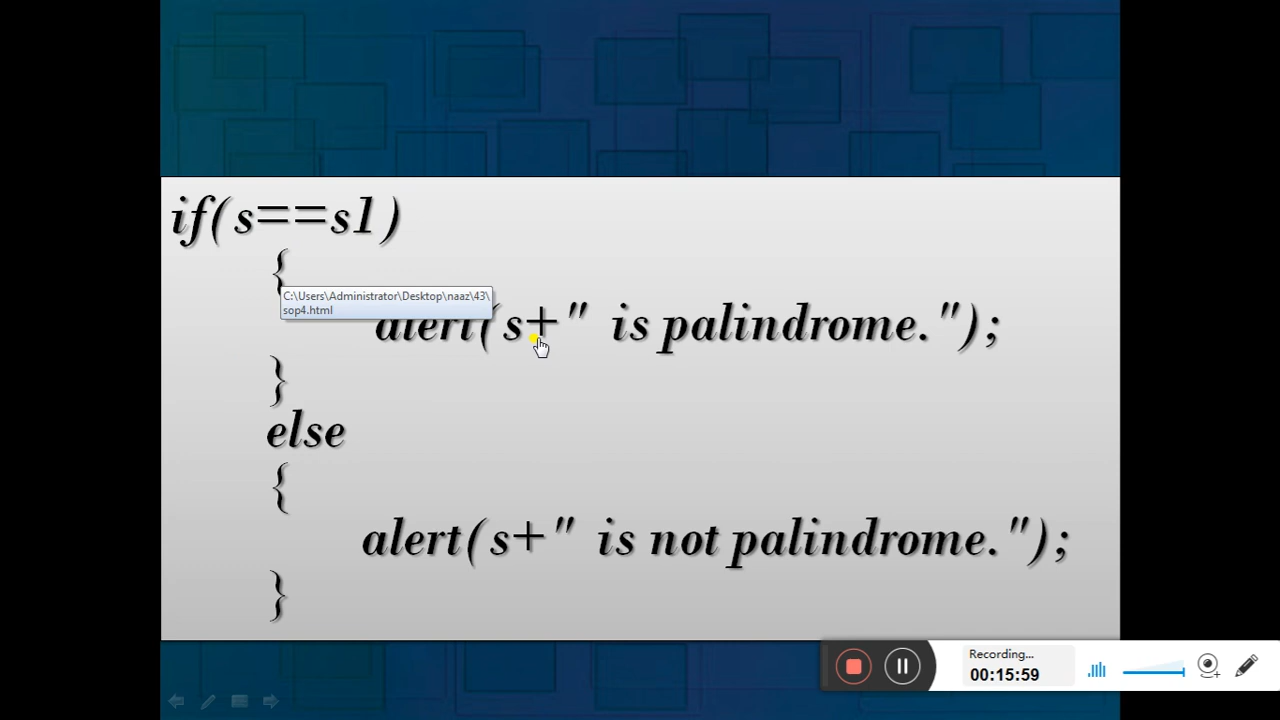 if(s==s1)
{
C:\Users\Administrator\Desktop\naaz\43\
sop4.html
alert(s+" is palindrome.");
}
else
{
alert(s+" is not palindrome.");
}
Recording...
00:15:59